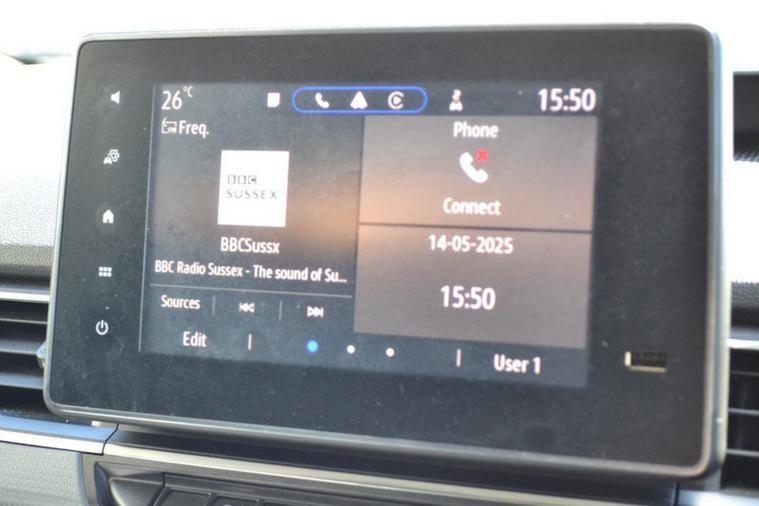 26°C
15:50
FM Freq.
BBC
SUSSEX
BBCSussx
BBC Radio Sussex - The sound of Su...
Sources
Edit
Phone
Connect
14-05-2025
15:50
User 1